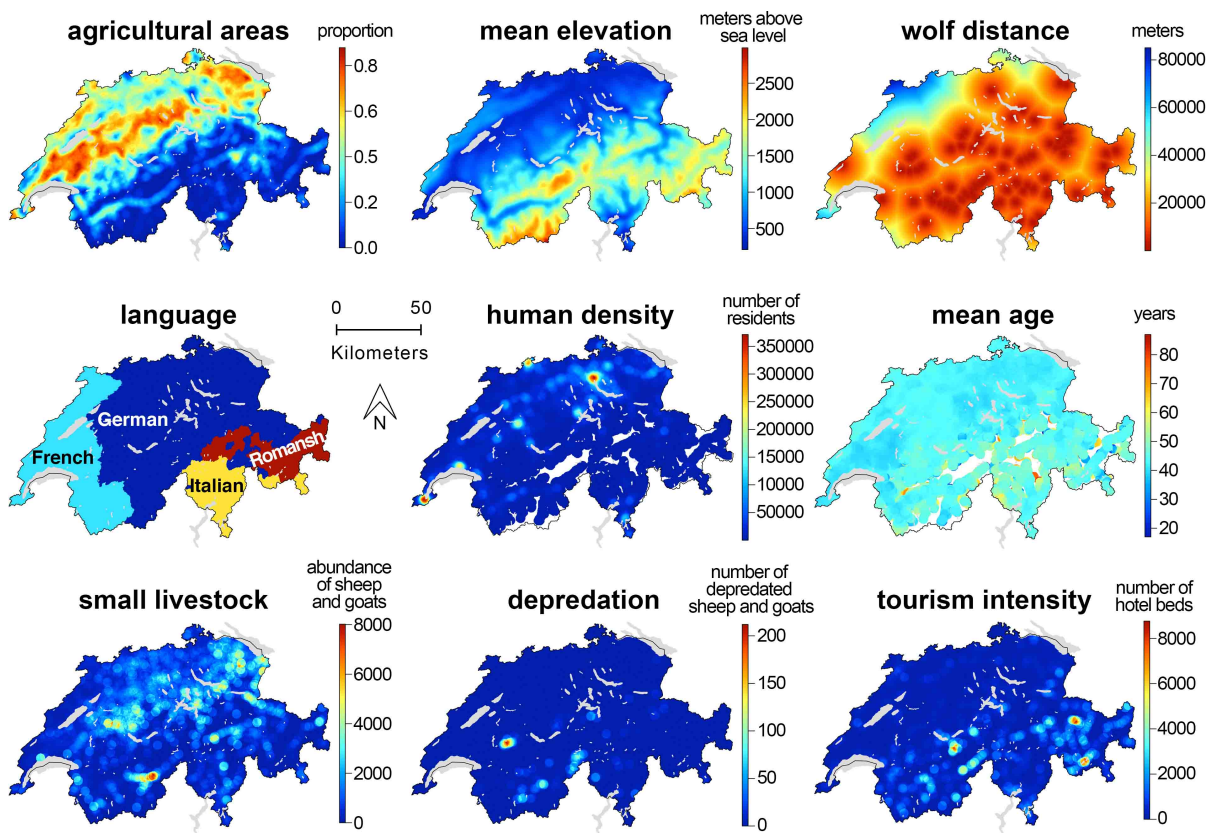 agricultural areas
proportion
0.8
0.6
0.5
0.2
0.0
mean elevation
meters above
sea level
2500
2000
1500
1000
500
wolf distance
meters
80000
60000
40000
20000
language
German
French
Italian
Romansh
0 50
Kilometers
N
human density
number of
residents
350000
300000
250000
200000
150000
100000
50000
mean age
years
80
70
60
50
40
30
20
small livestock
abundance
of sheep
and goats
8000
6000
4000
2000
0
depredation
number of
depredated
sheep and goats
200
150
100
50
0
tourism intensity
number of
hotel beds
8000
6000
4000
2000
0